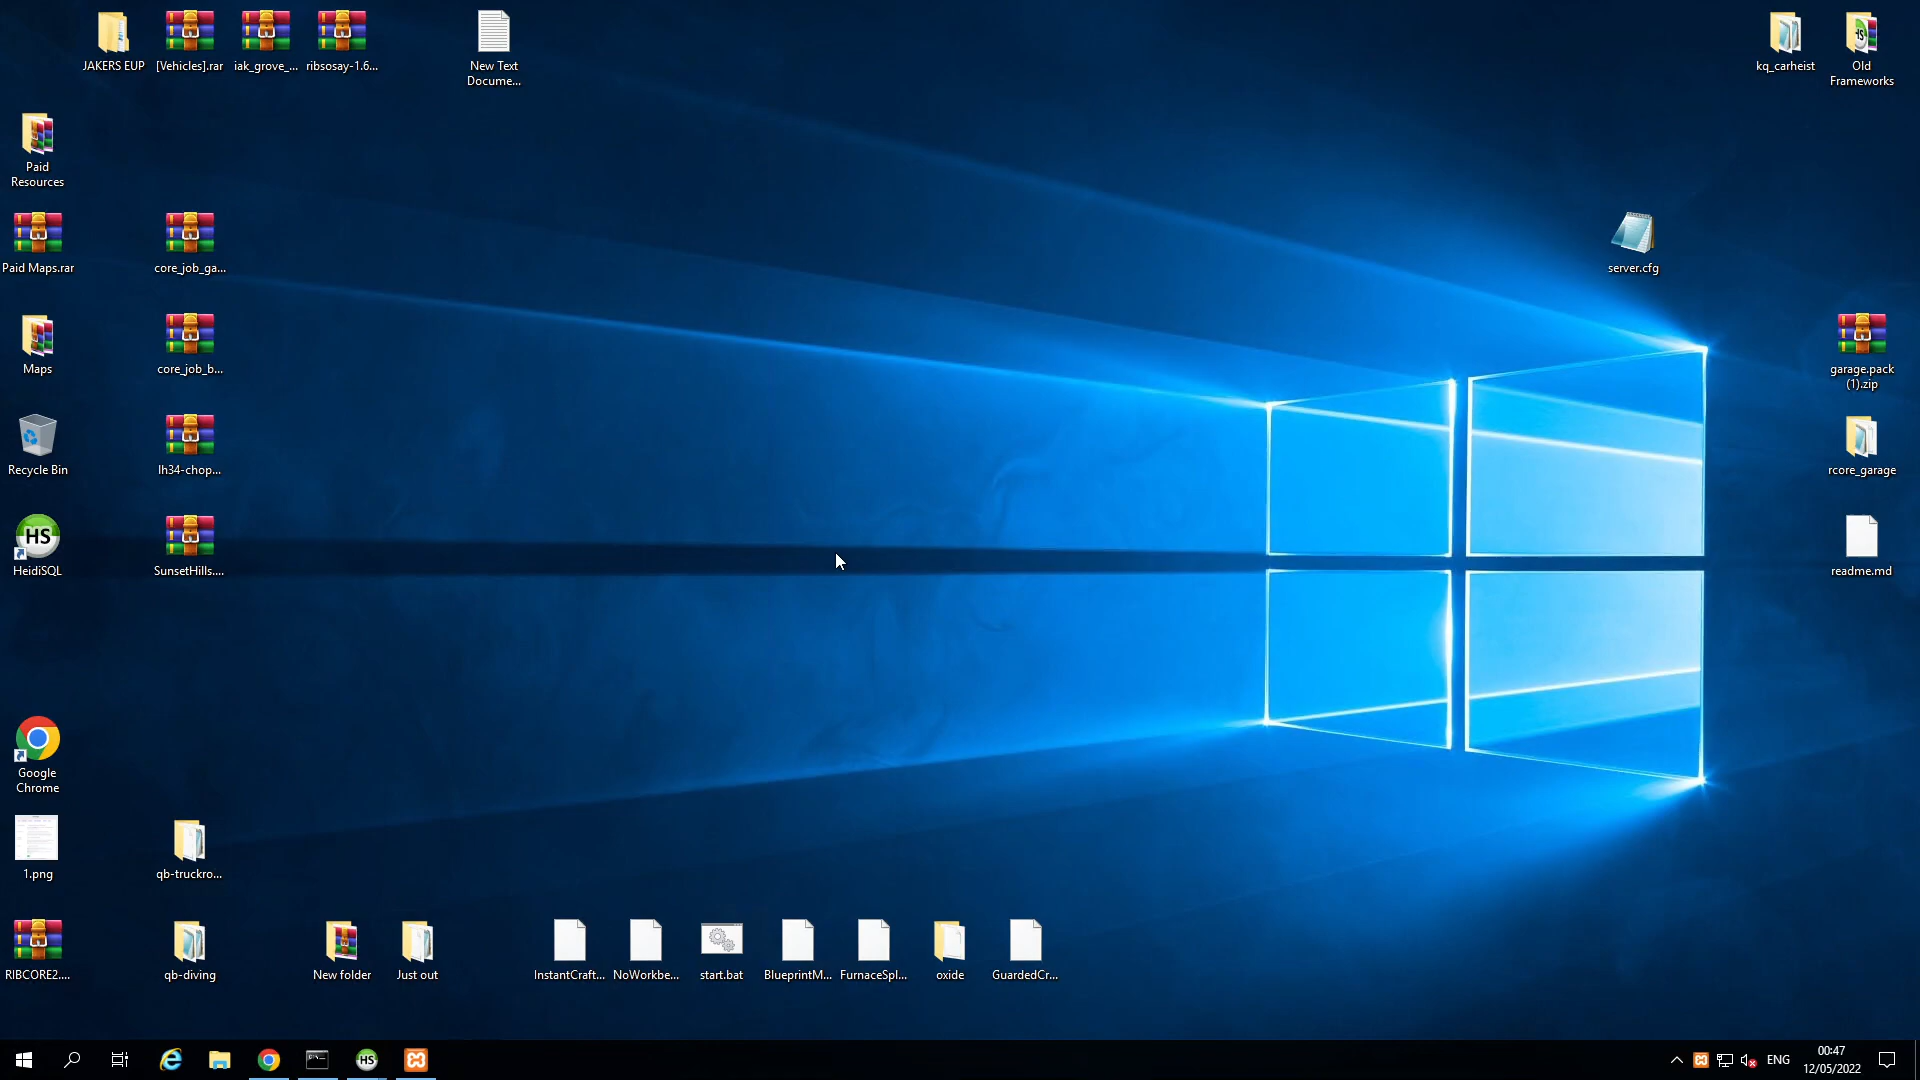 JAKERS EUP
[Vehicles].rar
iak_grove_...
ribsosay-1.6...
New Text
Docume...
kq_carheist
Old
Frameworks
Paid
Resources
Paid Maps.rar
core_job_ga...
server.cfg
Maps
core_job_b...
garage.pack
(1).zip
Recycle Bin
lh34-chop...
rcore_garage
HS
HeidiSQL
SunsetHills....
readme.md
Google
Chrome
1.png
qb-truckro...
RIBCORE2....
qb-diving
New folder
Just out
InstantCraft...
NoWorkbe...
start.bat
BlueprintM...
FurnaceSpl...
oxide
GuardedCr...
HS
ENG
00:47
12/05/2022